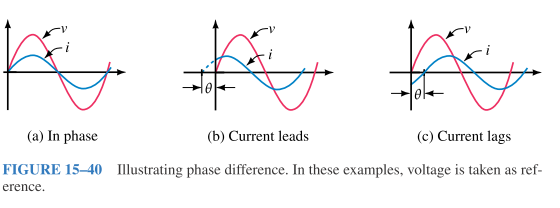 v
i
v
i
θ
v
i
θ
(a) In phase
(b) Current leads
(c) Current lags
FIGURE 15–40 Illustrating phase difference. In these examples, voltage is taken as ref-
erence.